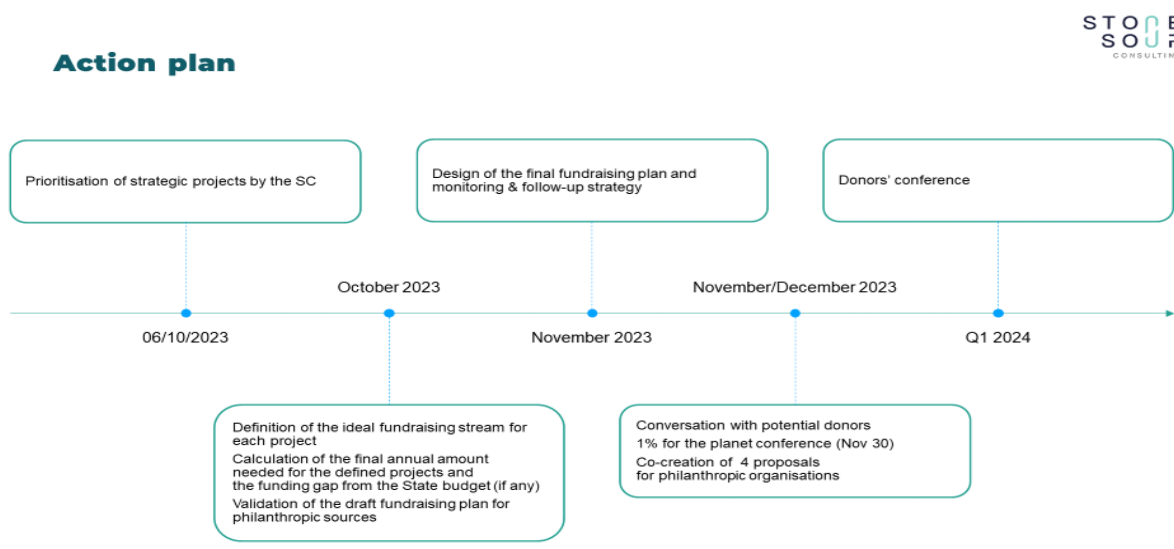 STONE
SOUP
CONSULTIN
Action plan
Prioritisation of strategic projects by the SC
Design of the final fundraising plan and
monitoring & follow-up strategy
Donors' conference
October 2023
November/December 2023
06/10/2023
November 2023
Q1 2024
Definition of the ideal fundraising stream for
each project
Calculation of the final annual amount
needed for the defined projects and
the funding gap from the State budget (if any)
Validation of the draft fundraising plan for
philanthropic sources
Conversation with potential donors
1% for the planet conference (Nov 30)
Co-creation of 4 proposals
for philanthropic organisations